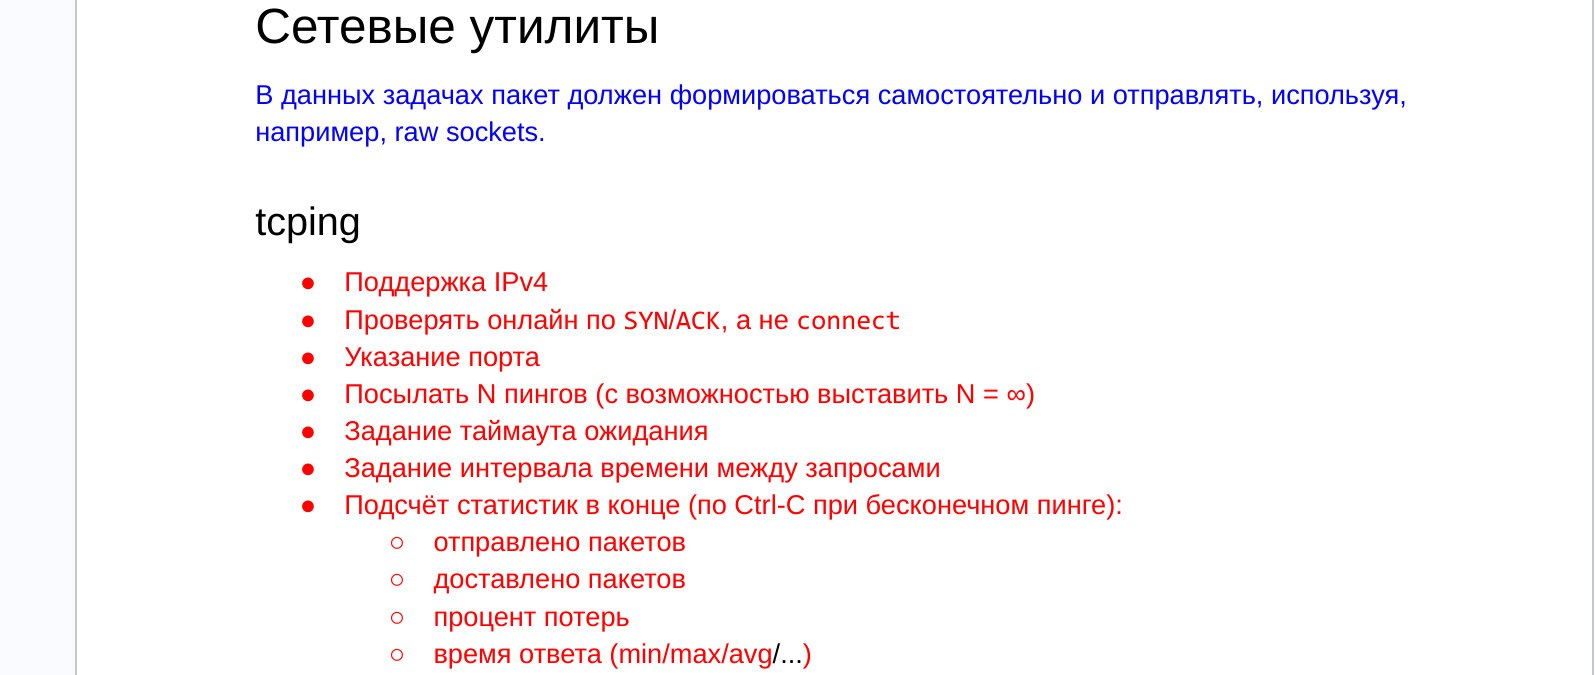 Сетевые утилиты
В данных задачах пакет должен формироваться самостоятельно и отправлять, используя,
например, raw sockets.
tcping
● Поддержка IPv4
● Проверять онлайн по SYN/ACK, а не connect
● Указание порта
● Посылать N пингов (с возможностью выставить N = ∞)
● Задание таймаута ожидания
● Задание интервала времени между запросами
● Подсчёт статистик в конце (по Ctrl-C при бесконечном пинге):
○ отправлено пакетов
○ доставлено пакетов
○ процент потерь
○ время ответа (min/max/avg/...)